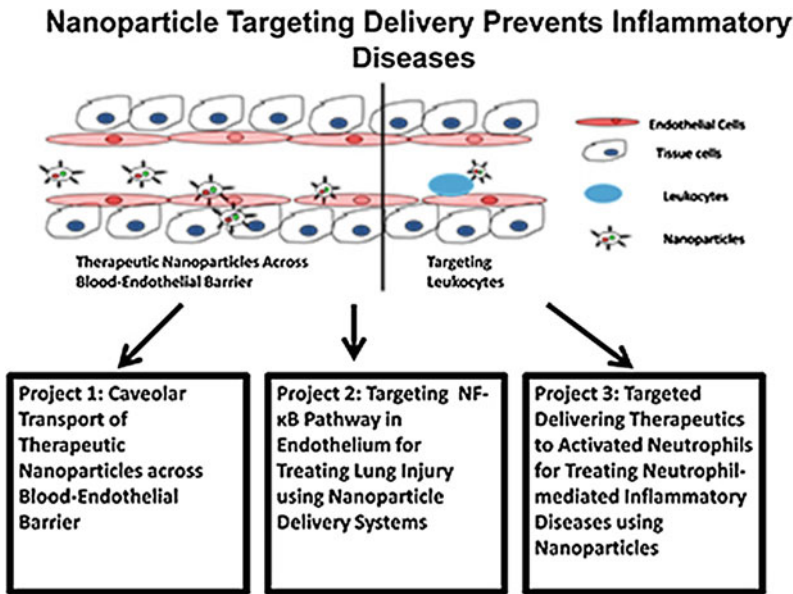 Nanoparticle Targeting Delivery Prevents Inflammatory
Diseases
Endothelial Cells
Tissue cells
Leukocytes
Nanoparticles
Therapeutic Nanoparticles Across
Blood-Endothelial Barrier
Targeting
Leukocytes
Project 1: Caveolar
Transport of
Therapeutic
Nanoparticles across
Blood-Endothelial
Barrier
Project 2: Targeting NF-
κB Pathway in
Endothelium for
Treating Lung Injury
using Nanoparticle
Delivery Systems
Project 3: Targeted
Delivering Therapeutics
to Activated Neutrophils
for Treating Neutrophil-
mediated Inflammatory
Diseases using
Nanoparticles